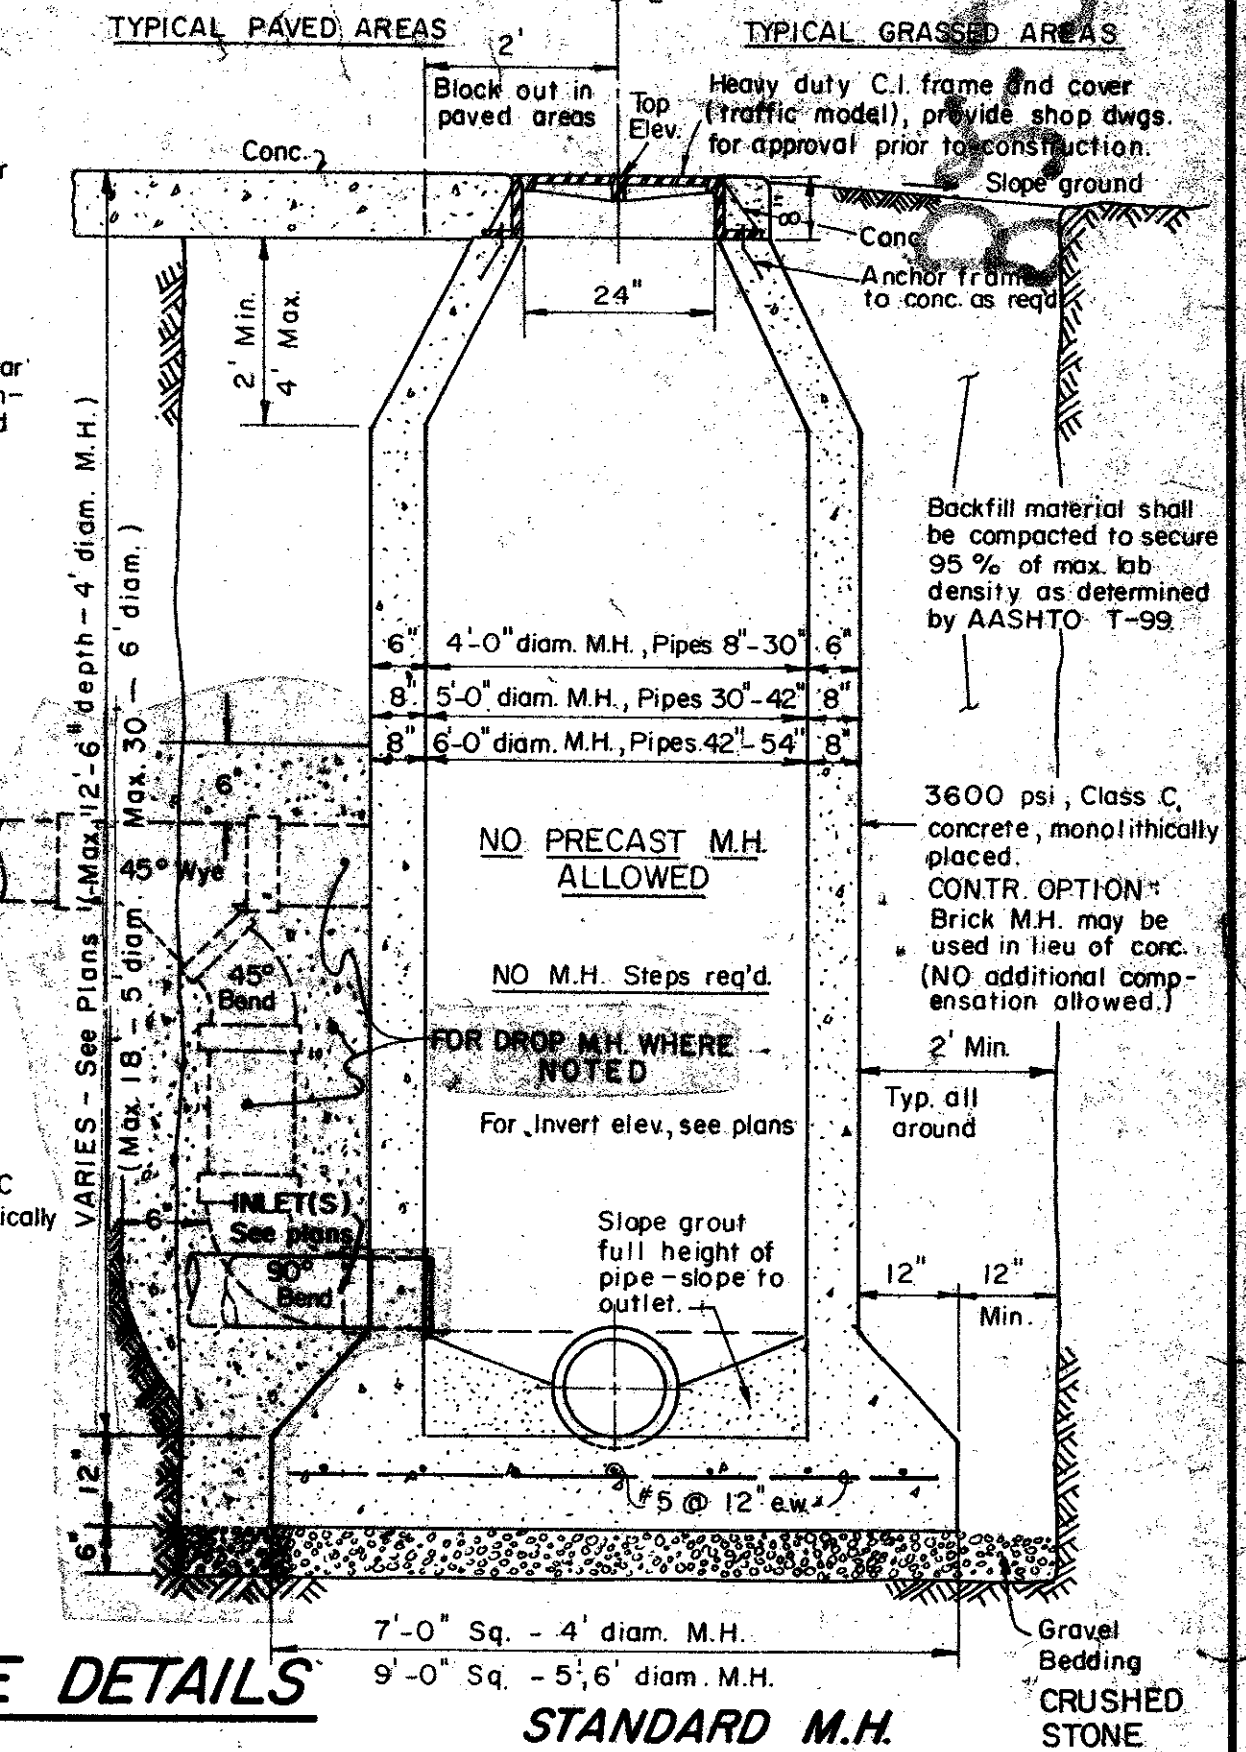 TYPICAL PAVED AREAS
TYPICAL GRASSED AREAS
2'
Block out in
paved areas
Top
Elev.
Heavy duty C.I. frame and cover
(traffic model), provide shop dwgs.
for approval prior to construction.
Conc.
Slope ground
8"
Conc
Anchor frame
to conc. as req'd
24"
2' Min.
4' Max.
ar
n-
d
Backfill material shall
be compacted to secure
95 % of max. lab
density as determined
by AASHTO T-99
6" 4'-0" diam. M.H., Pipes 8"-30" 6"
8" 5'-0" diam. M.H., Pipes 30"-42" 8"
8" 6'-0" diam. M.H., Pipes 42"-54" 8"
VARIES - See Plans (Max. 12'-6" depth - 4' diam. M.H.)
(Max. 18 - 5' diam. Max. 30 - 6' diam.)
6"
45° Wye
45°
Bend
NO PRECAST M.H.
ALLOWED
NO M.H. Steps req'd.
FOR DROP M.H. WHERE
NOTED
For Invert elev., see plans
3600 psi, Class C,
concrete, monolithically
placed.
CONTR. OPTION:
Brick M.H. may be
used in lieu of conc.
(NO additional comp-
ensation allowed.)
2' Min.
Typ. all
around
C
ically
6"
INLET(S)
See plans
90°
Bend
Slope grout
full height of
pipe - slope to
outlet.
12" 12"
Min.
12"
6"
#5 @ 12" e.w.
7'-0" Sq. - 4' diam. M.H.
9'-0" Sq. - 5', 6' diam. M.H.
Gravel
Bedding
CRUSHED
STONE
E DETAILS
STANDARD M.H.